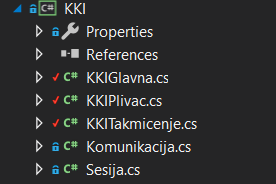 C# KKI
Properties
References
C# KKIGlavna.cs
C# KKIPlivac.cs
C# KKITakmicenje.cs
C# Komunikacija.cs
C# Sesija.cs